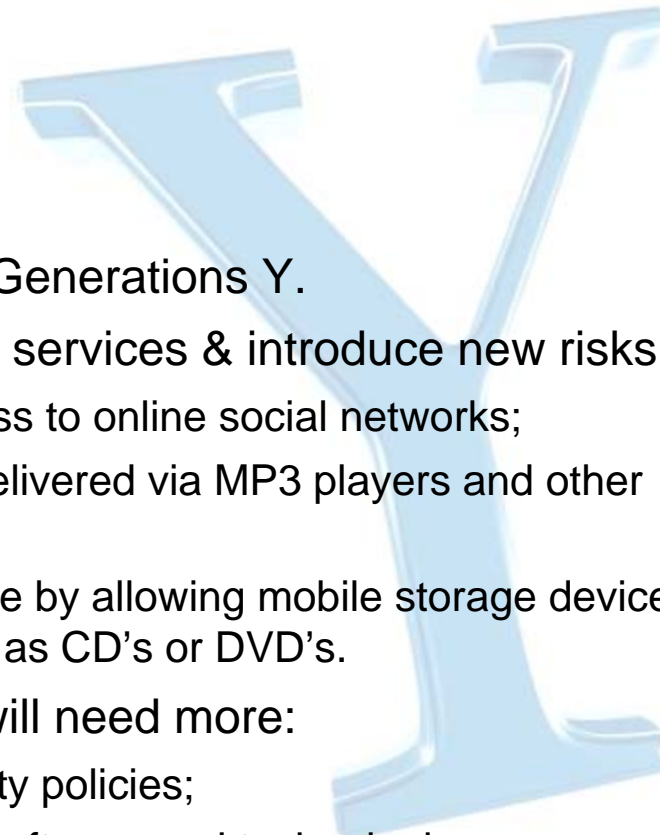 Y
Generations Y.
services & introduce new risks
ss to online social networks;
elivered via MP3 players and other
e by allowing mobile storage device
as CD's or DVD's.
will need more:
ty policies;